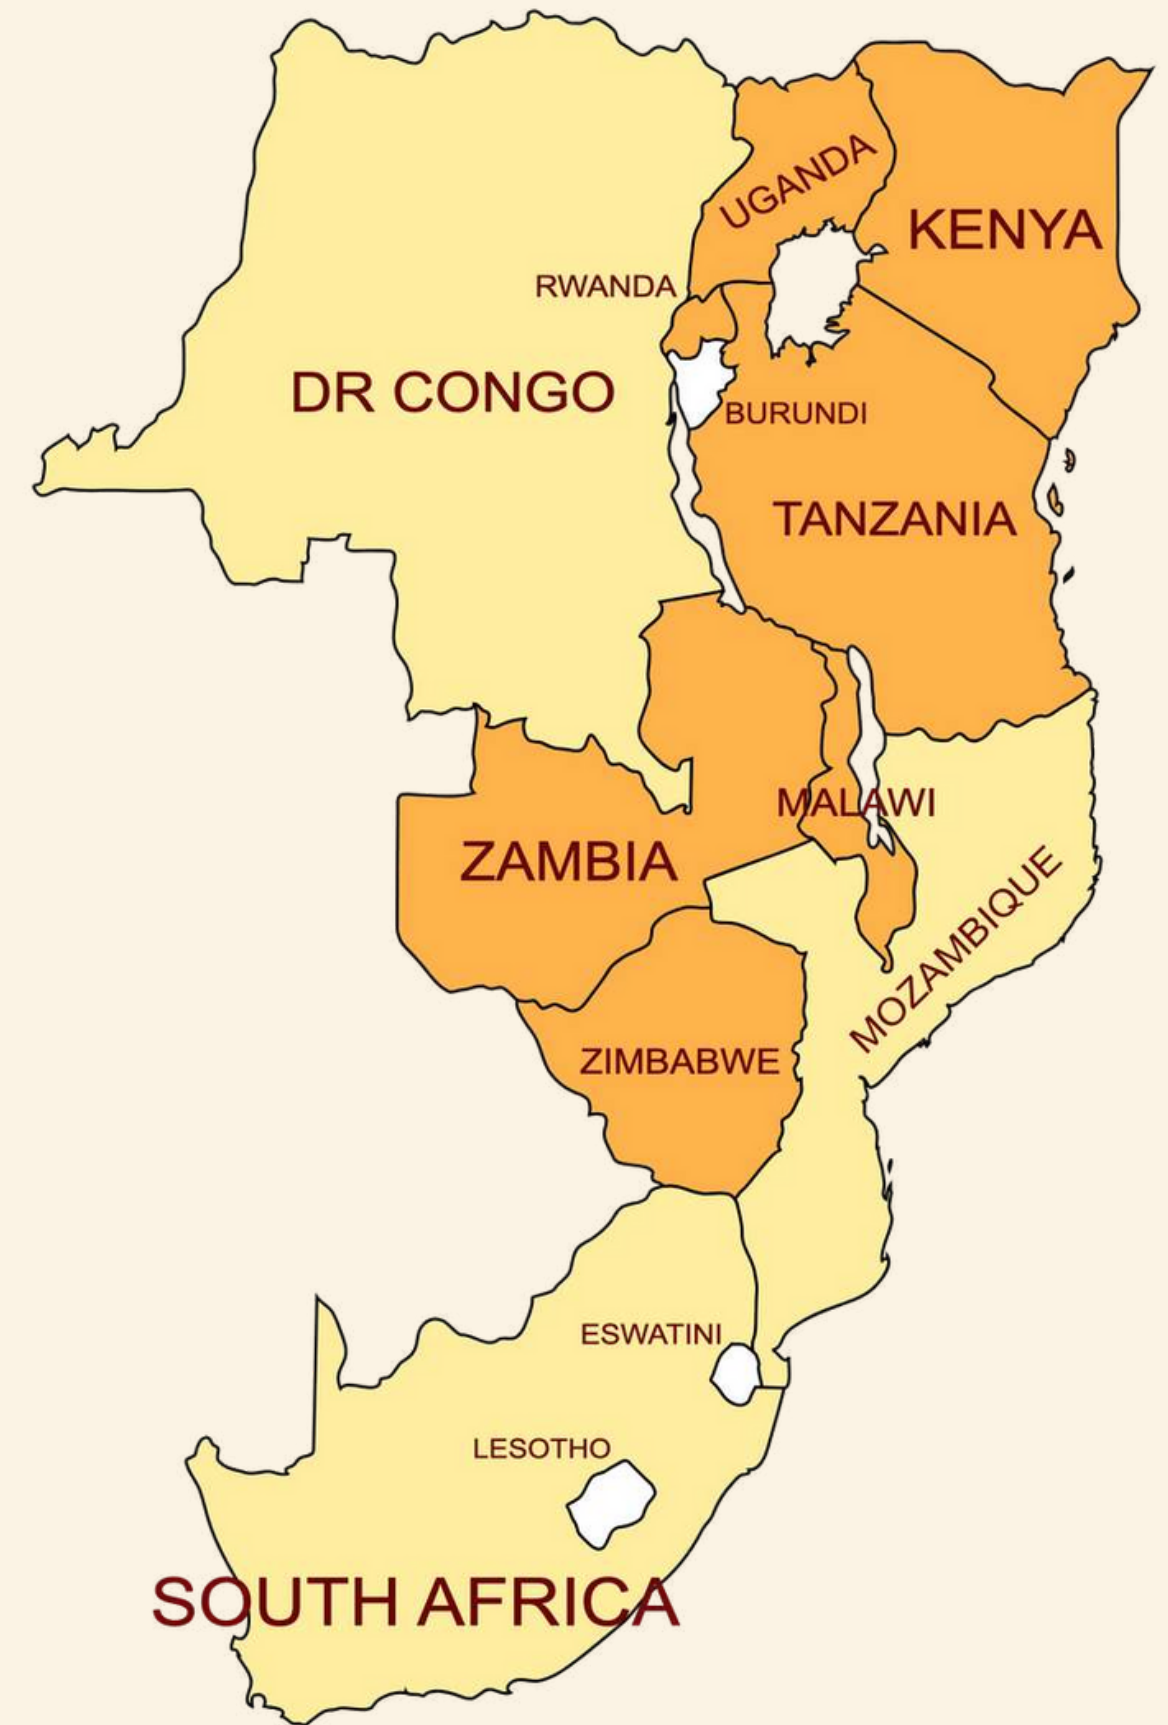 UGANDA
KENYA
RWANDA
DR CONGO
BURUNDI
TANZANIA
MALAWI
ZAMBIA
MOZAMBIQUE
ZIMBABWE
ESWATINI
LESOTHO
SOUTH AFRICA